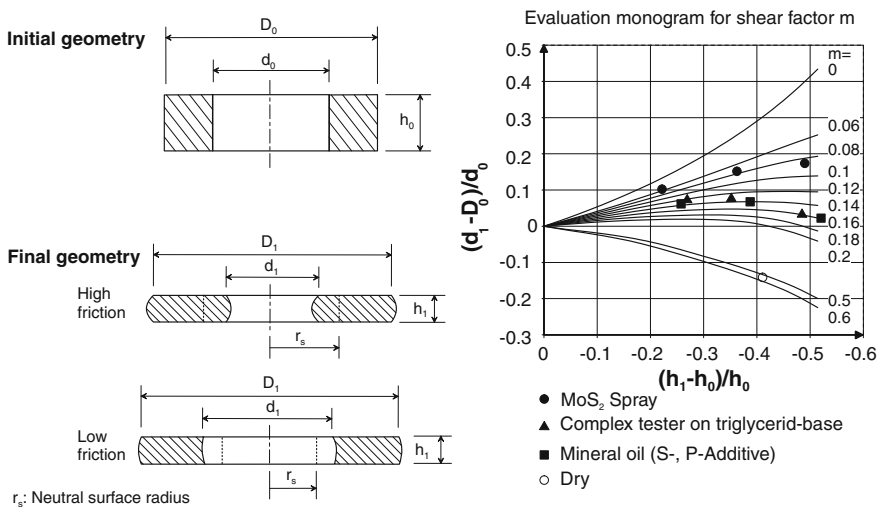 Initial geometry
D₀
d₀
h₀
Final geometry
High
friction
D₁
d₁
h₁
rₛ
Low
friction
D₁
d₁
h₁
rₛ
rₛ: Neutral surface radius
Evaluation monogram for shear factor m
(d₁-D₀)/d₀
0.5
0.4
0.3
0.2
0.1
0
-0.1
-0.2
-0.3
m=
0
0.06
0.08
0.1
0.12
0.14
0.16
0.18
0.2
0.5
0.6
0 -0.1 -0.2 -0.3 -0.4 -0.5 -0.6
(h₁-h₀)/h₀
● MoS₂ Spray
▲ Complex tester on triglycerid-base
■ Mineral oil (S-, P-Additive)
○ Dry